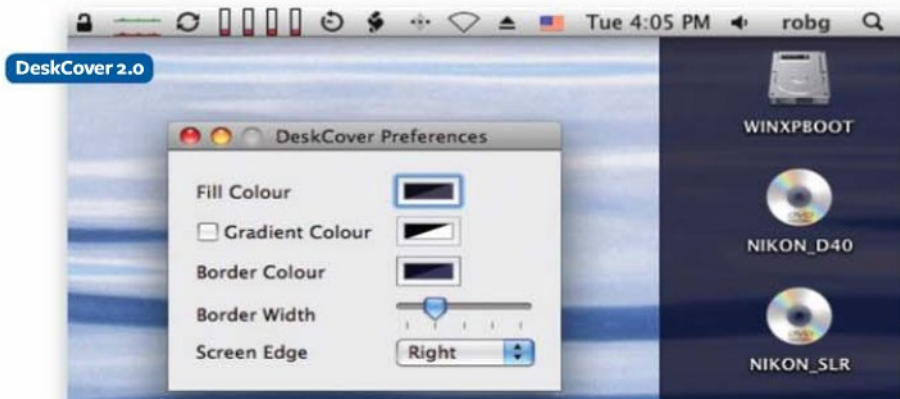 Tue 4:05 PM robg
DeskCover 2.0
WINXPBOOT
DeskCover Preferences
Fill Colour
Gradient Colour
NIKON_D40
Border Colour
Border Width
Screen Edge Right
NIKON_SLR